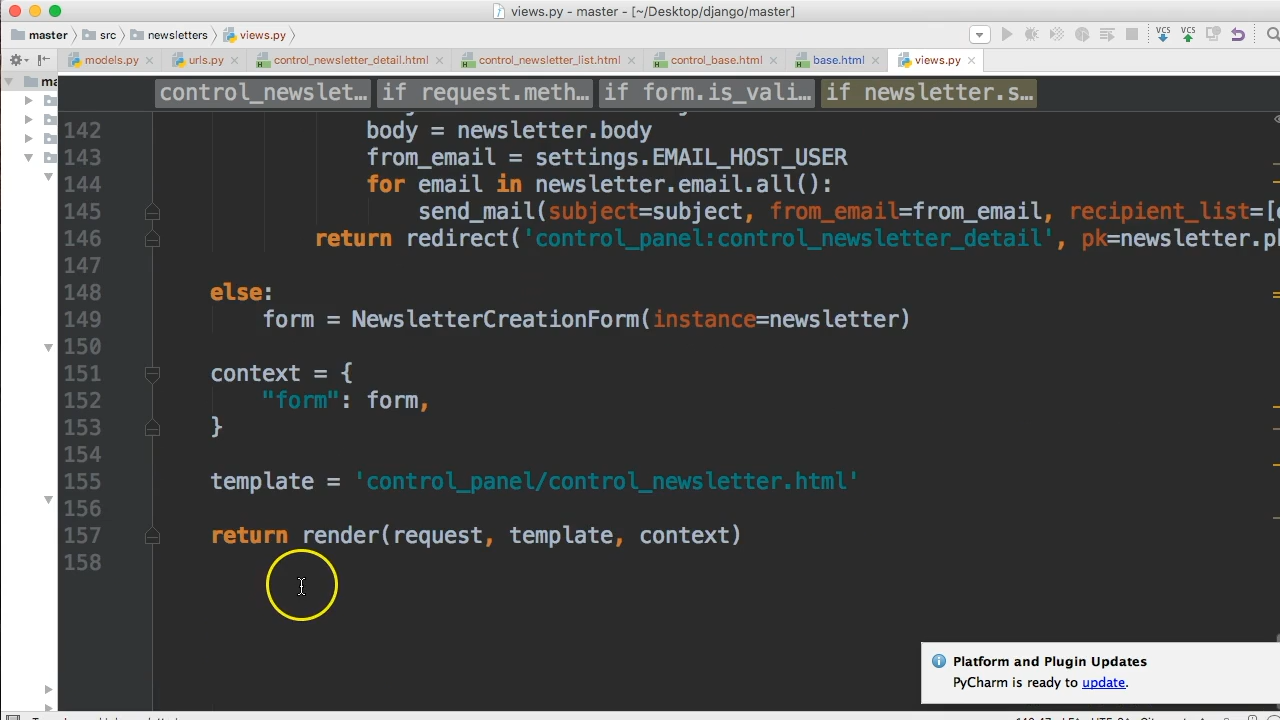 views.py - master - [~/Desktop/django/master]
master src newsletters views.py
models.py urls.py control_newsletter_detail.html control_newsletter_list.html control_base.html base.html views.py
ma control_newslet… if request.meth… if form.is_vali… if newsletter.s…
142 body = newsletter.body
143 from_email = settings.EMAIL_HOST_USER
144 for email in newsletter.email.all():
145 send_mail(subject=subject, from_email=from_email, recipient_list=[
146 return redirect('control_panel:control_newsletter_detail', pk=newsletter.pk
147
148 else:
149 form = NewsletterCreationForm(instance=newsletter)
150
151 context = {
152 "form": form,
153 }
154
155 template = 'control_panel/control_newsletter.html'
156
157 return render(request, template, context)
158
Platform and Plugin Updates
PyCharm is ready to update.